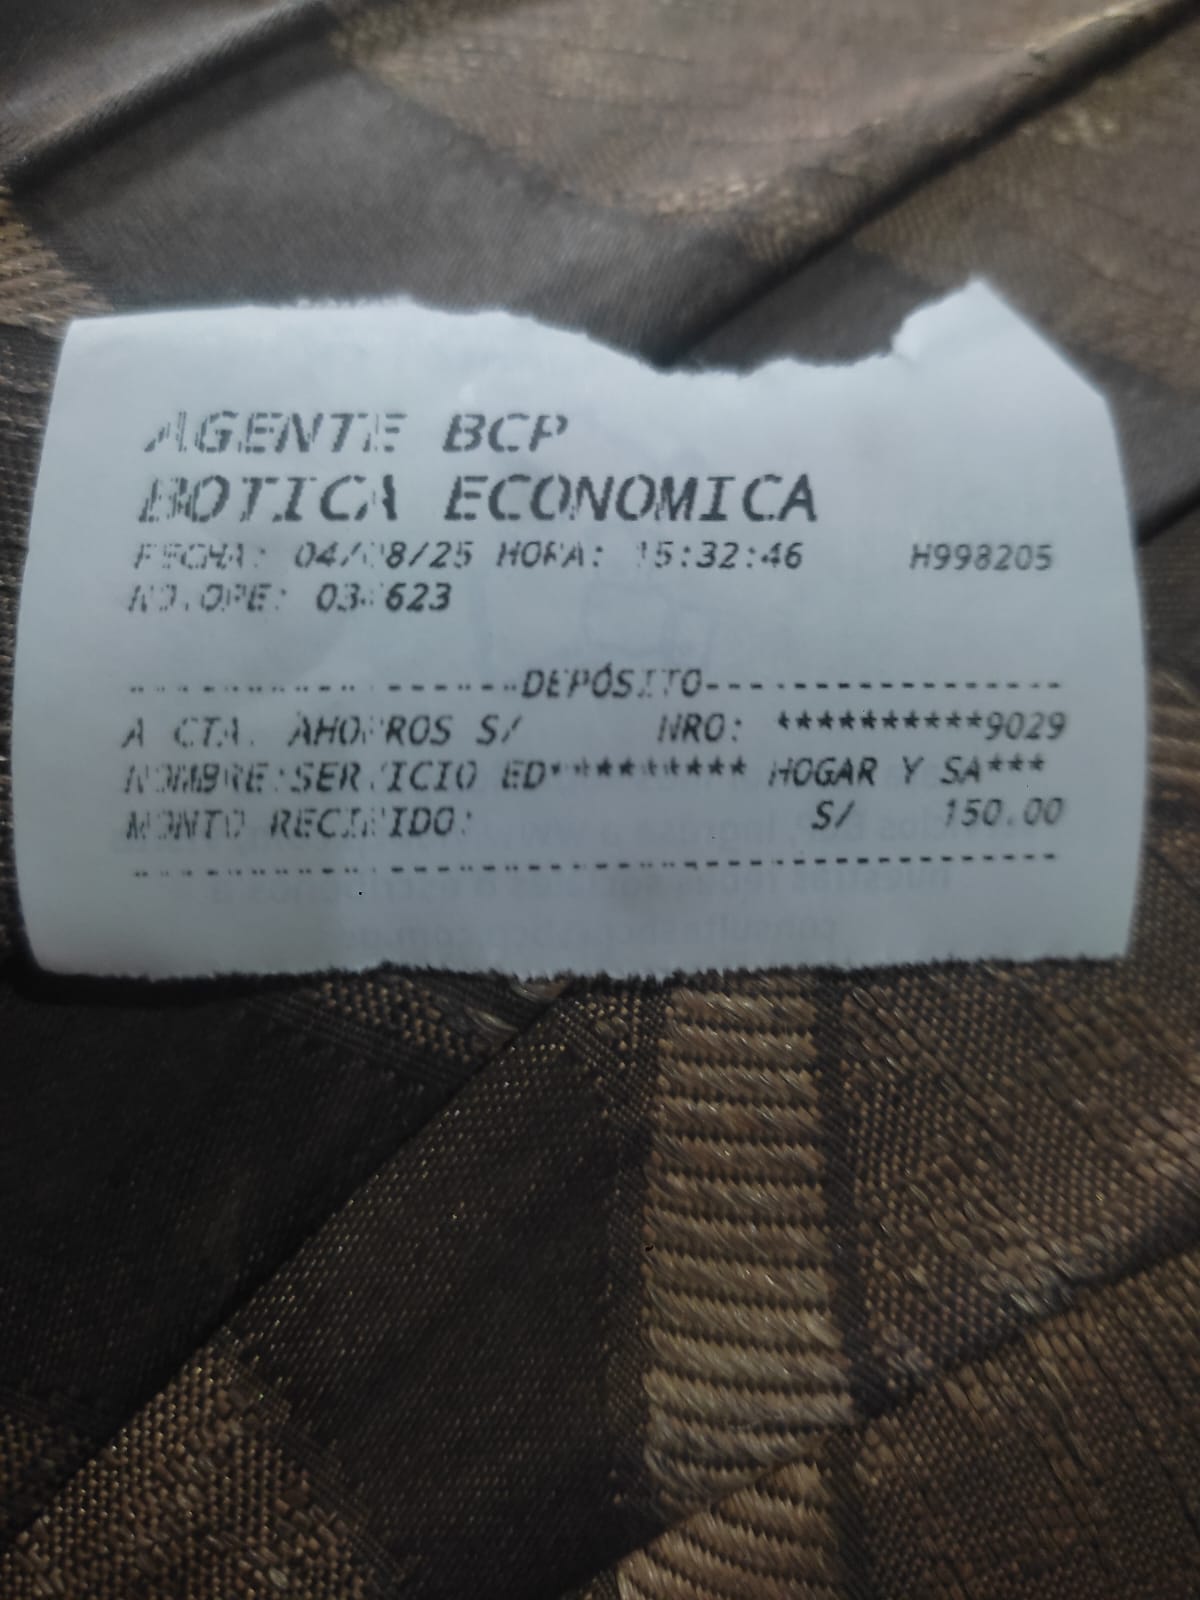 AGENTE BCP
BOTICA ECONOMICA
FECHA: 04/08/25 HORA: 15:32:46 H998205
NO.OPE:
DEPÓSITO
A CTA. AHORROS S/ NRO: **********9029
NOMBRE:SERVICIO ED********** HOGAR Y SA***
MONTO RECIBIDO: S/ 150.00